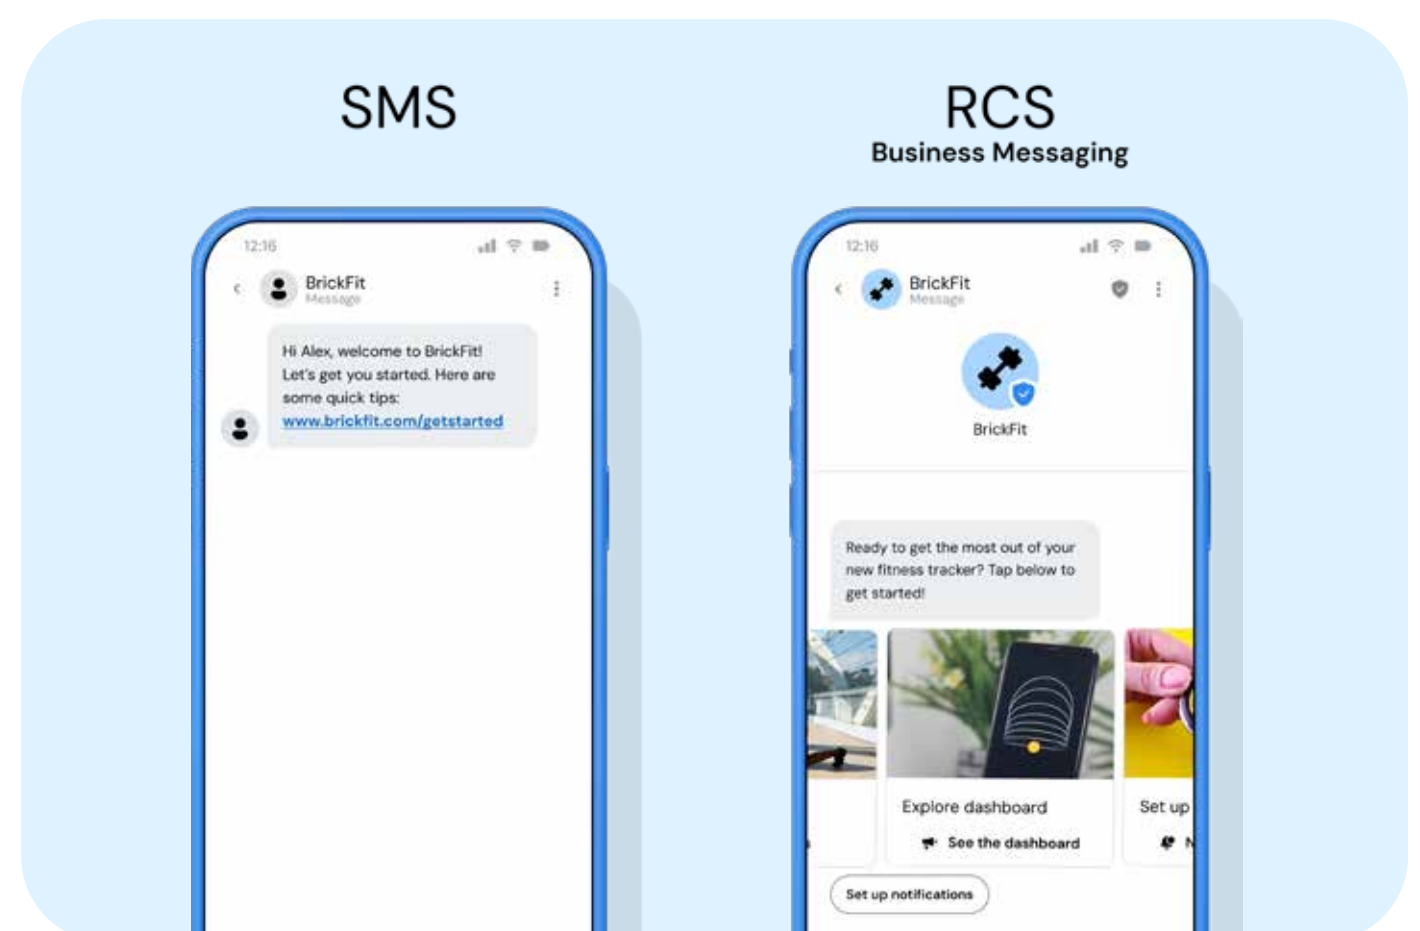 SMS
12:16
BrickFit
Message
Hi Alex, welcome to BrickFit!
Let's get you started. Here are
some quick tips:
www.brickfit.com/getstarted
RCS
Business Messaging
12:16
BrickFit
Message
BrickFit
Ready to get the most out of your
new fitness tracker? Tap below to
get started!
Explore dashboard
See the dashboard
Set up
Set up notifications